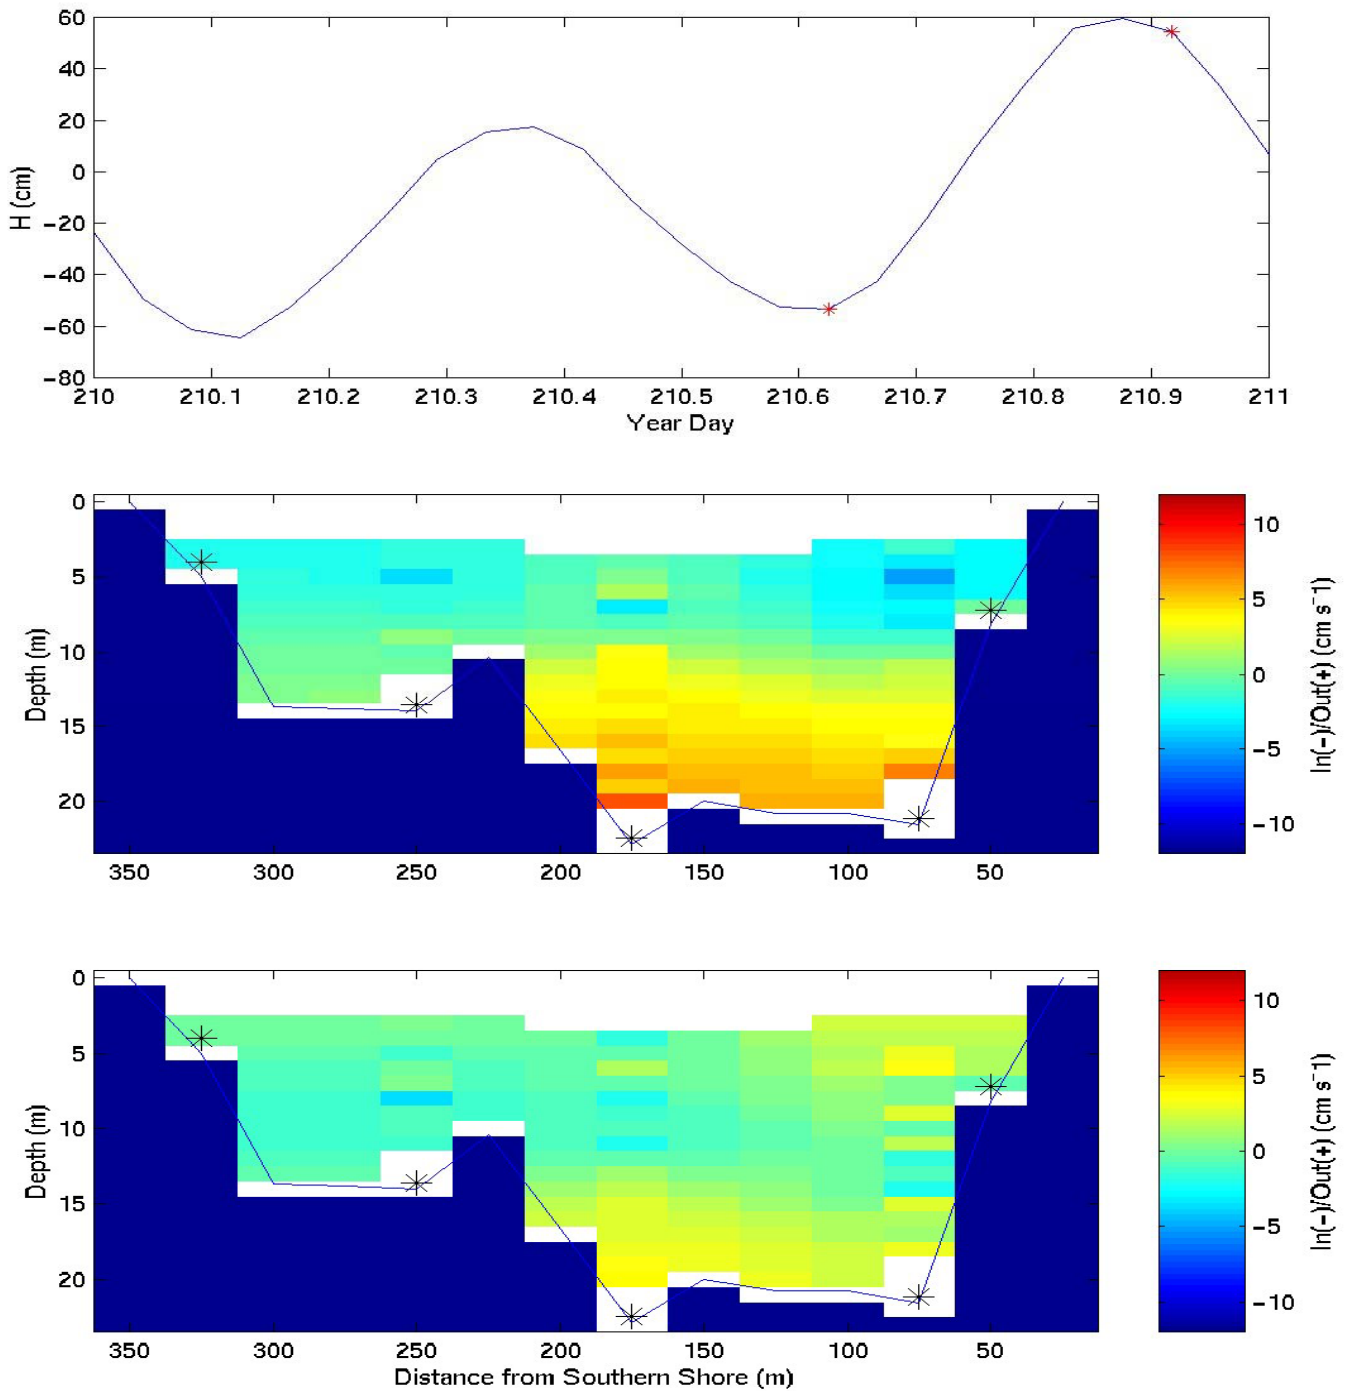 60
40
20
0
−20
−40
−60
−80
H (cm)
210 210.1 210.2 210.3 210.4 210.5 210.6 210.7 210.8 210.9 211
Year Day
0
5
10
15
20
Depth (m)
350 300 250 200 150 100 50
10
5
0
−5
−10
In(−)/Out(+) (cm s⁻¹)
0
5
10
15
20
Depth (m)
350 300 250 200 150 100 50
Distance from Southern Shore (m)
10
5
0
−5
−10
In(−)/Out(+) (cm s⁻¹)